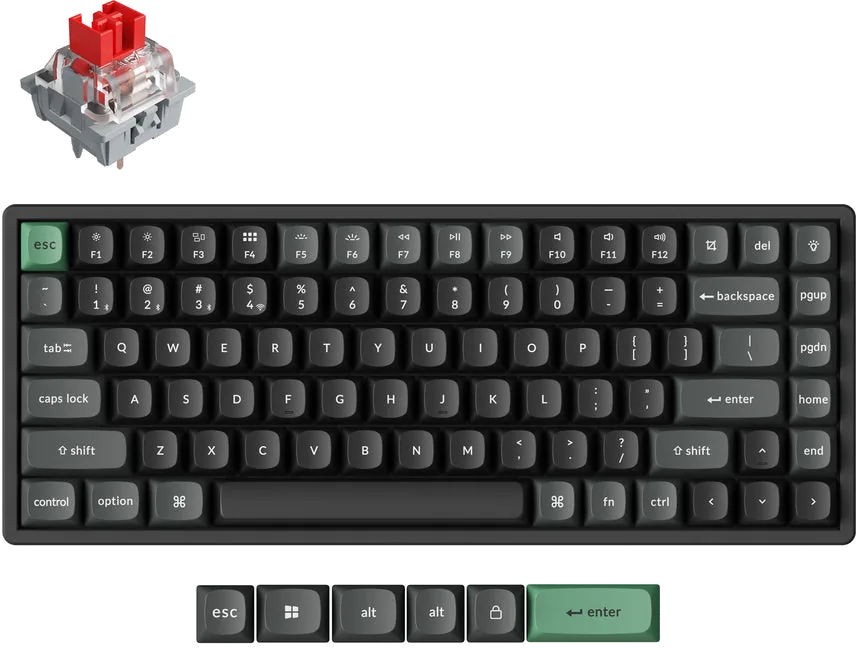 esc F1 F2 F3 F4 F5 F6 F7 F8 F9 F10 F11 F12 del
~ ` ! 1 @ 2 # 3 $ 4 % 5 ^ 6 & 7 * 8 ( 9 ) 0 — - + = backspace pgup
tab Q W E R T Y U I O P { [ } ] | \ pgdn
caps lock A S D F G H J K L : ; " ' enter home
shift Z X C V B N M < , > . ? / shift ^ end
control option ⌘ ⌘ fn ctrl < >
esc alt alt enter